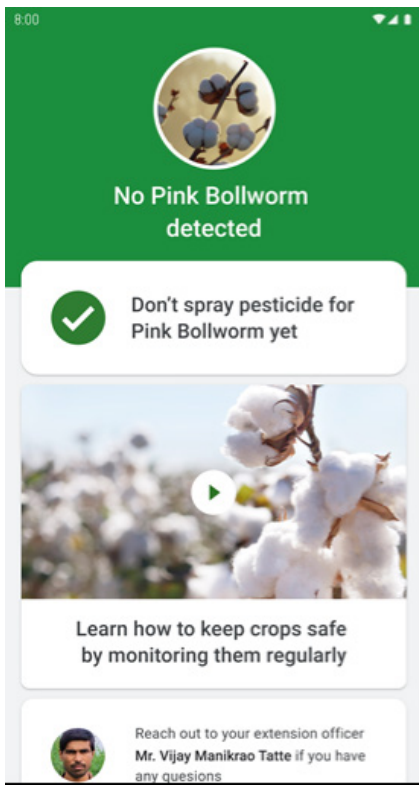 8:00
No Pink Bollworm
detected
Don't spray pesticide for
Pink Bollworm yet
Learn how to keep crops safe
by monitoring them regularly
Reach out to your extension officer
Mr. Vijay Manikrao Tatte if you have
any quesions